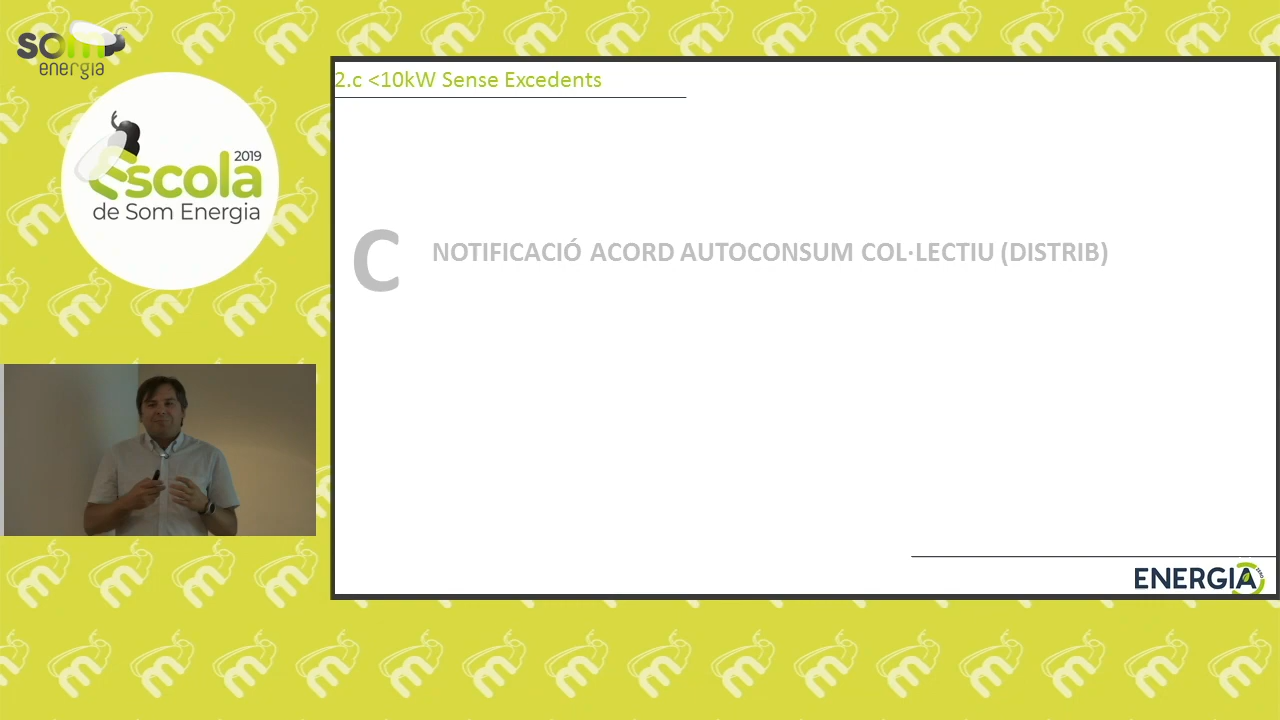 som
energia
2019
Escola
de Som Energia
2.c <10kW Sense Excedents
C
NOTIFICACIÓ ACORD AUTOCONSUM COL·LECTIU (DISTRIB)
ENERGIA